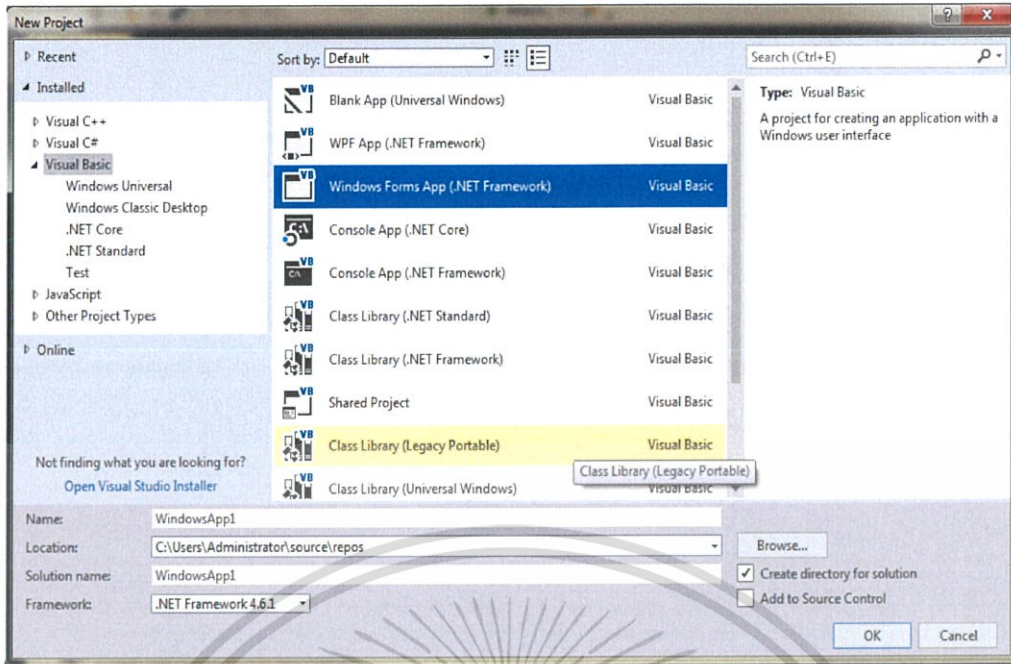 New Project
Recent
Installed
Visual C++
Visual C#
Visual Basic
Windows Universal
Windows Classic Desktop
.NET Core
.NET Standard
Test
JavaScript
Other Project Types
Online
Not finding what you are looking for?
Open Visual Studio Installer
Sort by: Default
Blank App (Universal Windows) Visual Basic
WPF App (.NET Framework) Visual Basic
Windows Forms App (.NET Framework) Visual Basic
Console App (.NET Core) Visual Basic
Console App (.NET Framework) Visual Basic
Class Library (.NET Standard) Visual Basic
Class Library (.NET Framework) Visual Basic
Shared Project Visual Basic
Class Library (Legacy Portable) Visual Basic
Class Library (Legacy Portable)
Class Library (Universal Windows) Visual Basic
Search (Ctrl+E)
Type: Visual Basic
A project for creating an application with a
Windows user interface
Name: WindowsApp1
Location: C:\Users\Administrator\source\repos
Browse...
Solution name: WindowsApp1
Create directory for solution
Framework: .NET Framework 4.6.1
Add to Source Control
OK Cancel